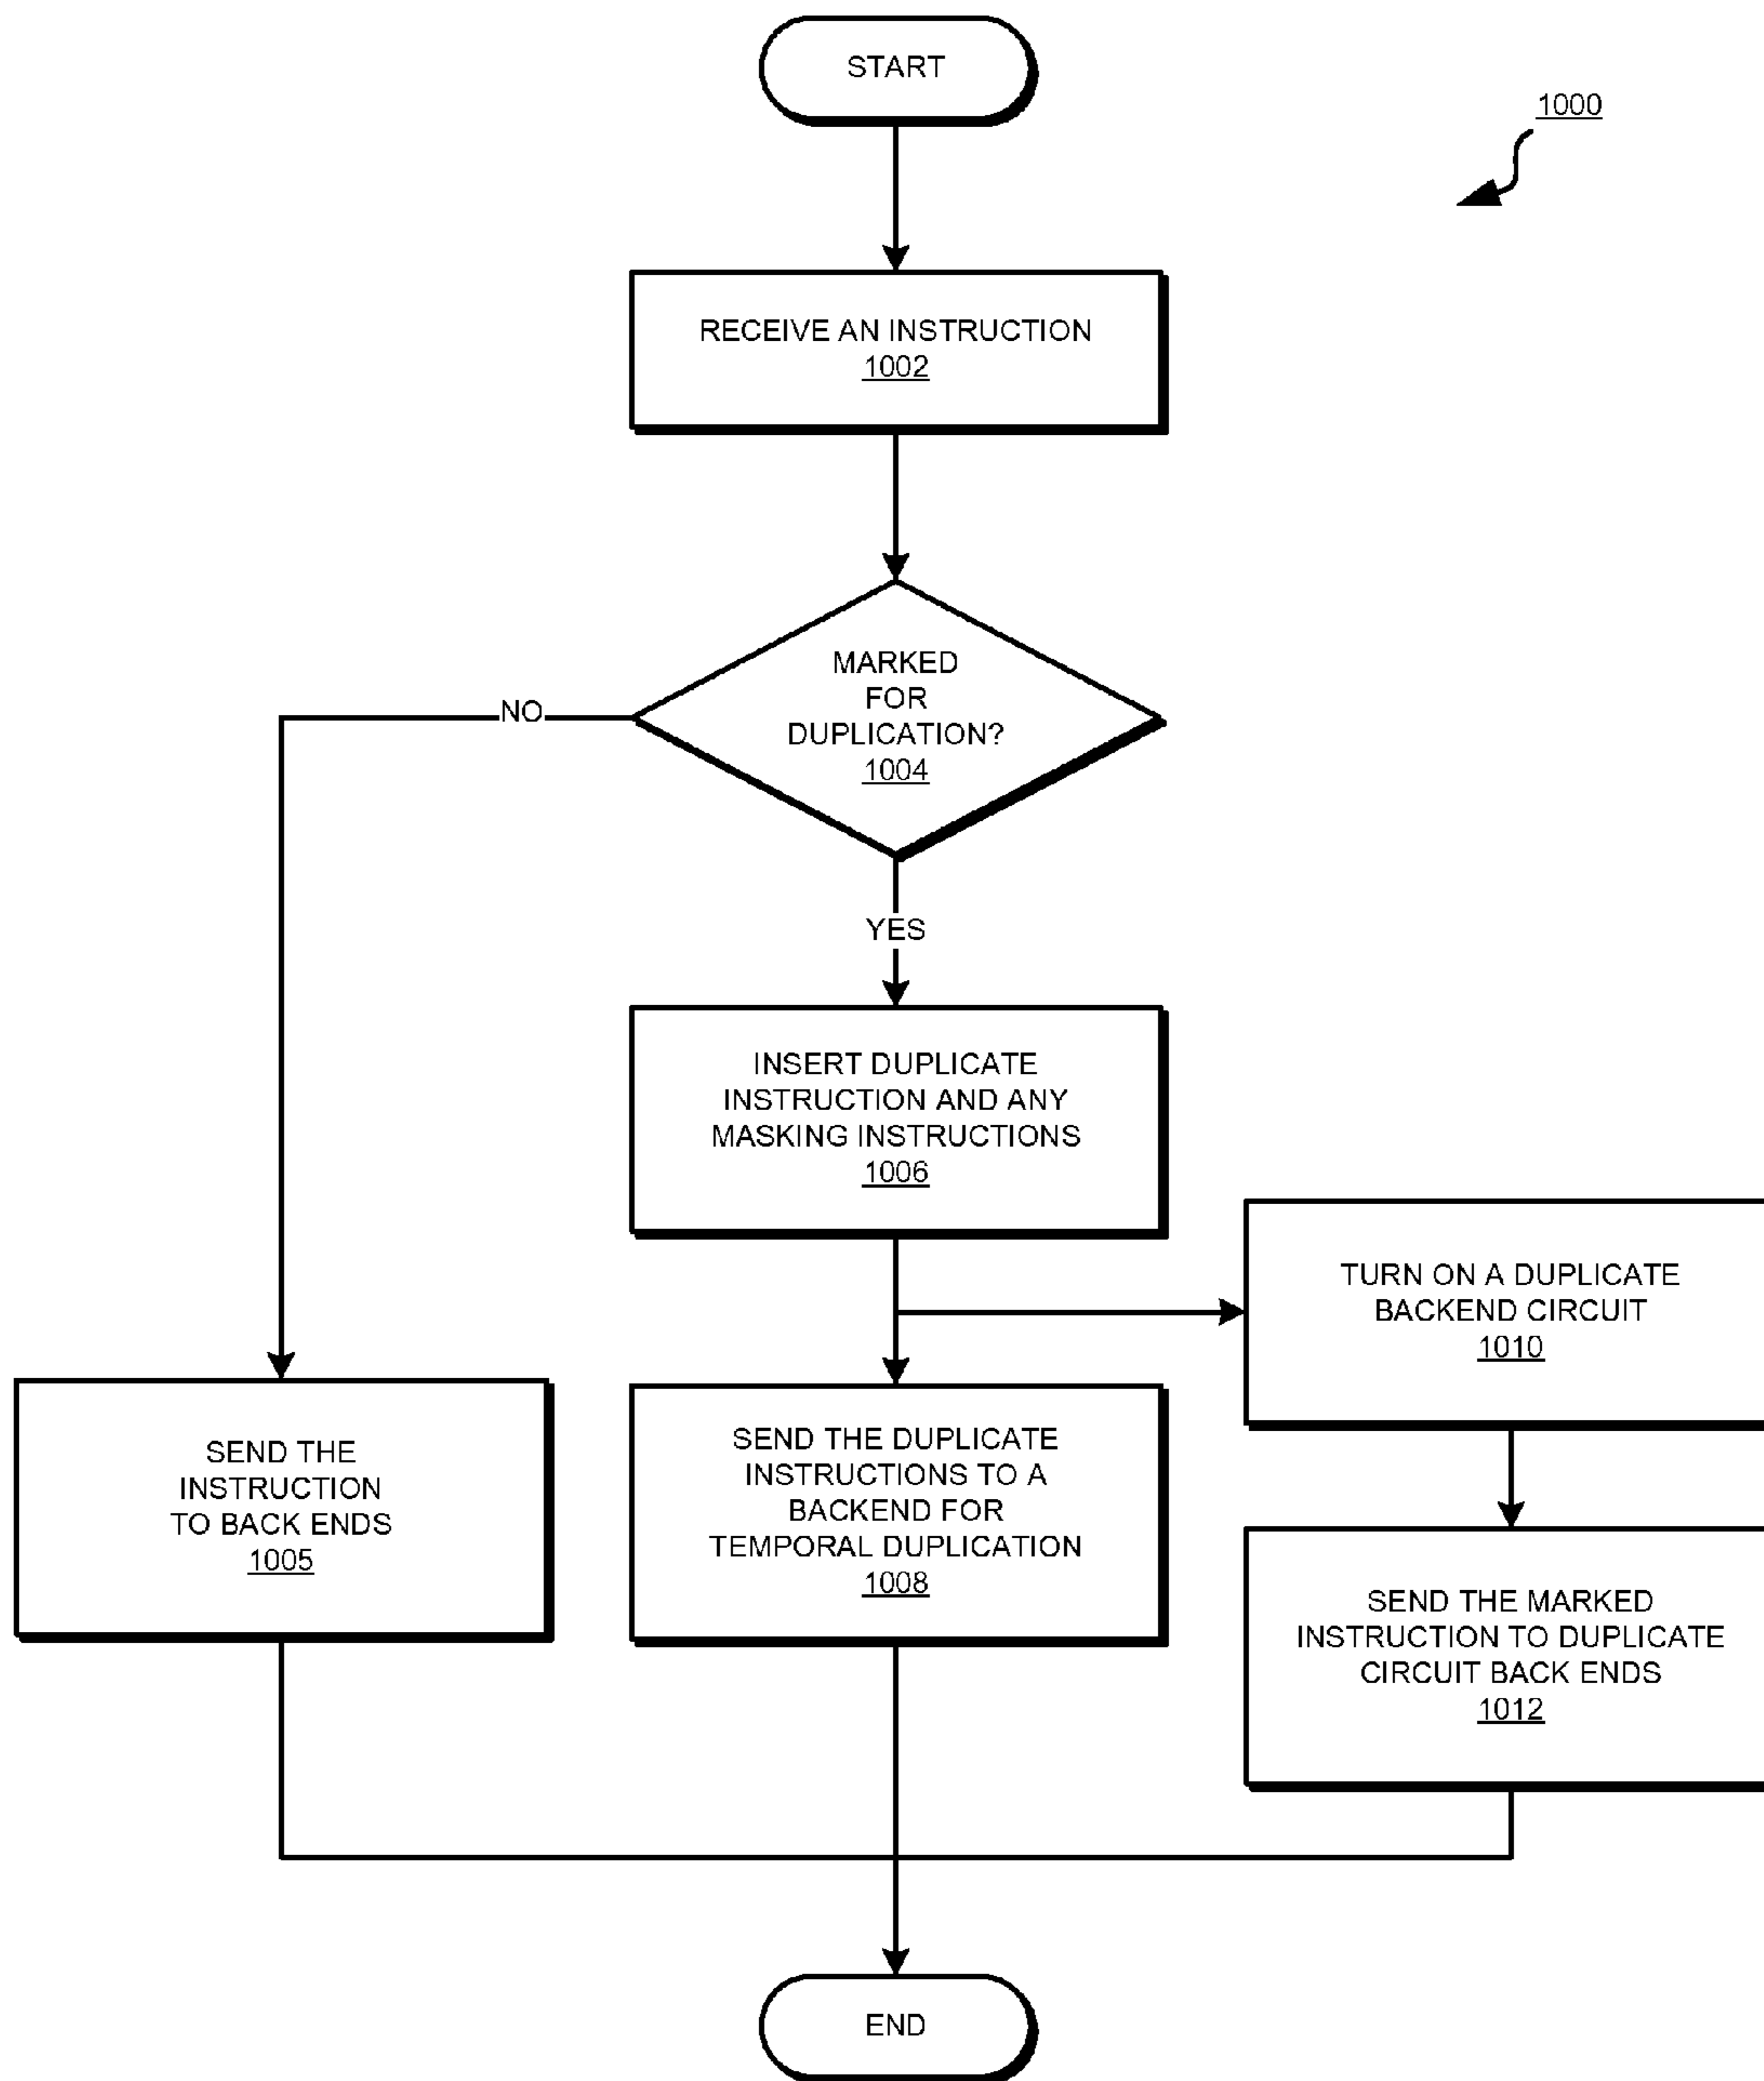 START
1000
RECEIVE AN INSTRUCTION
1002
MARKED
FOR
DUPLICATION?
1004
NO
YES
INSERT DUPLICATE
INSTRUCTION AND ANY
MASKING INSTRUCTIONS
1006
TURN ON A DUPLICATE
BACKEND CIRCUIT
1010
SEND THE
INSTRUCTION
TO BACK ENDS
1005
SEND THE DUPLICATE
INSTRUCTIONS TO A
BACKEND FOR
TEMPORAL DUPLICATION
1008
SEND THE MARKED
INSTRUCTION TO DUPLICATE
CIRCUIT BACK ENDS
1012
END